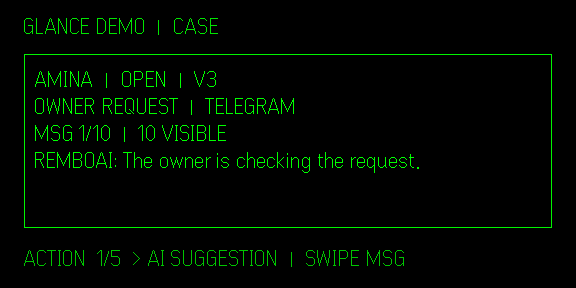 GLANCE DEMO | CASE
AMINA | OPEN | V3
OWNER REQUEST | TELEGRAM
MSG 1/10 | 10 VISIBLE
REMBOAI: The owner is checking the request.
ACTION 1/5 > AI SUGGESTION | SWIPE MSG